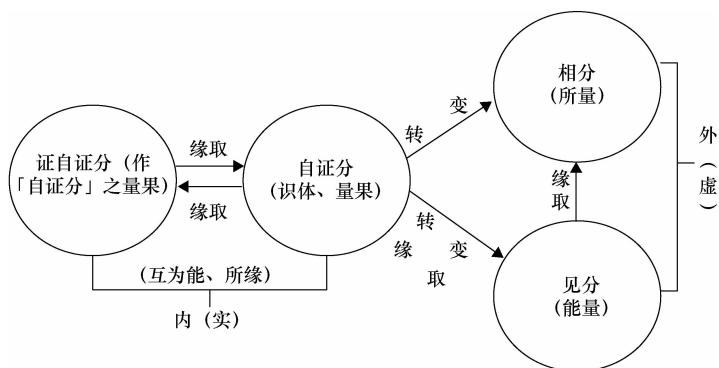 相分
(所量)
变
转
外
(虚)
缘取
证自证分（作
「自证分」之量果）
自证分
(识体、量果)
缘取
缘取
转
变
缘
取
见分
(能量)
(互为能、所缘)
内（实）